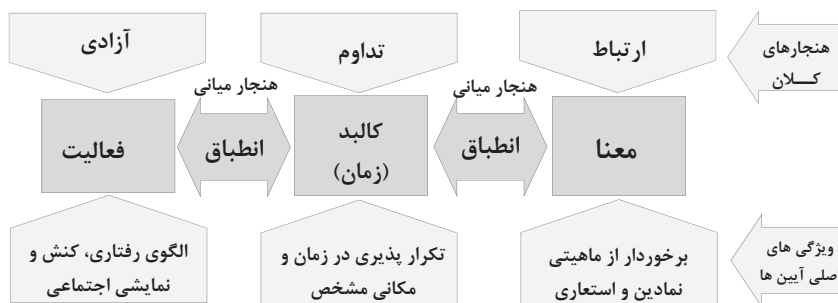 هنجارهای
کـــلان
ارتباط
تداوم
آزادی
هنجار میانی
هنجار میانی
معنا
انطباق
کالبد
(زمان)
انطباق
فعالیت
ویژگی های
صلی آیین ها
برخوردار از ماهیتی
نمادین و استعاری
تکرار پذیری در زمان و
مکانی مشخص
الگوی رفتاری، کنش و
نمایشی اجتماعی